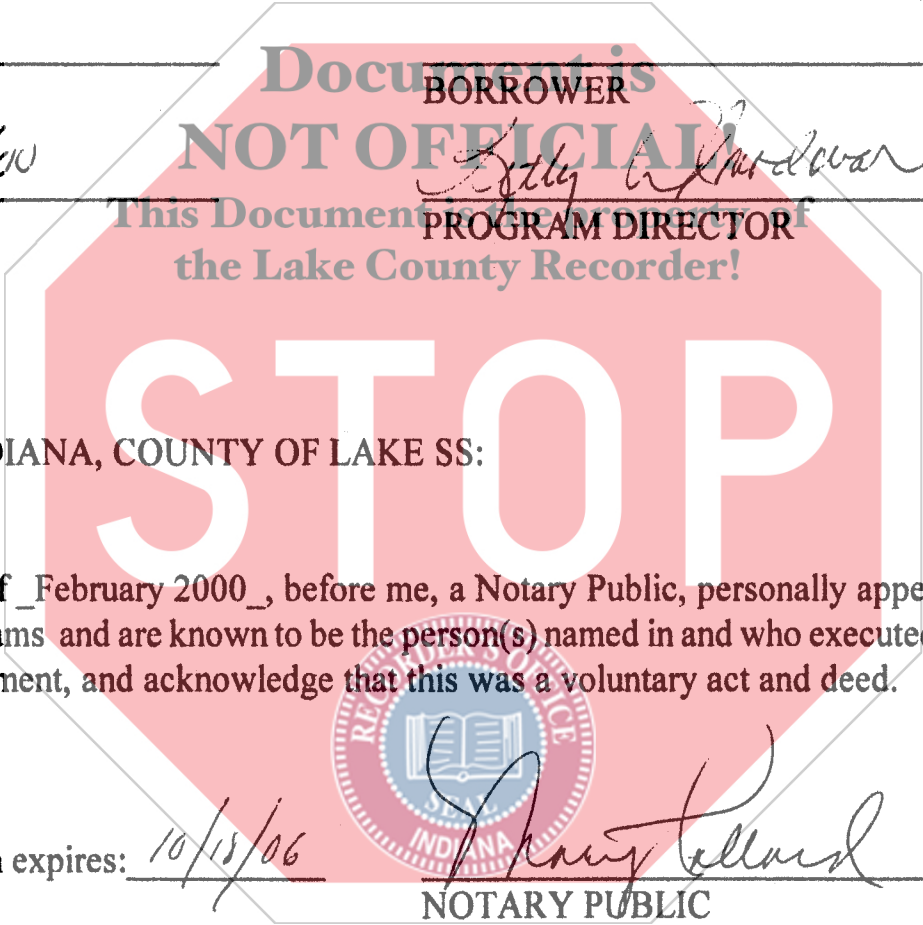 Document is
BORROWER
NOT OFFICIAL!
This Document is the property of
PROGRAM DIRECTOR
the Lake County Recorder!
STOP
DIANA, COUNTY OF LAKE SS:
f _February 2000_, before me, a Notary Public, personally appe
ams and are known to be the person(s) named in and who executed
ment, and acknowledge that this was a voluntary act and deed.
RECORDER'S OFFICE
SEAL
INDIANA
n expires: 10/18/06
NOTARY PUBLIC